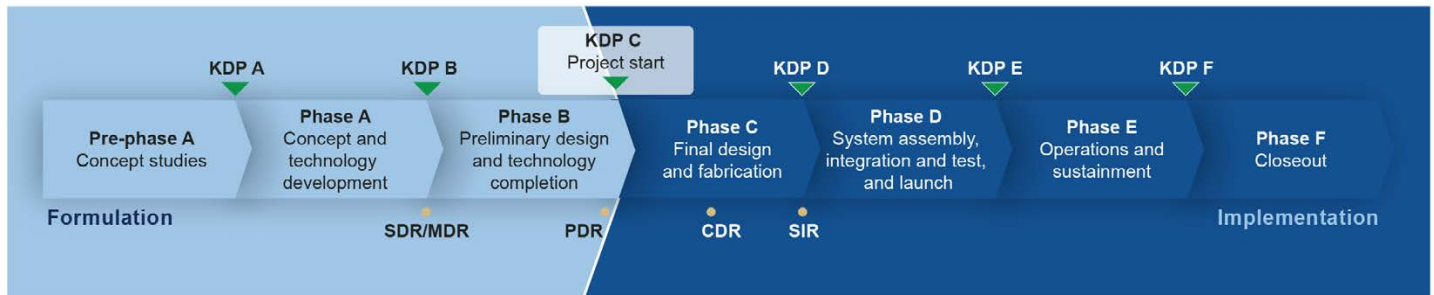 KDP C
Project start
KDP A
KDP B
KDP D
KDP E
KDP F
Pre-phase A
Concept studies
Phase A
Concept and
technology
development
Phase B
Preliminary design
and technology
completion
Phase C
Final design
and fabrication
Phase D
System assembly,
integration and test,
and launch
Phase E
Operations and
sustainment
Phase F
Closeout
Formulation
Implementation
SDR/MDR
PDR
CDR
SIR